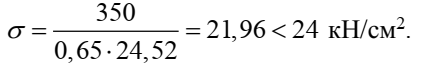 σ = 350 / (0,65 · 24,52) = 21,96 < 24 кН/см².